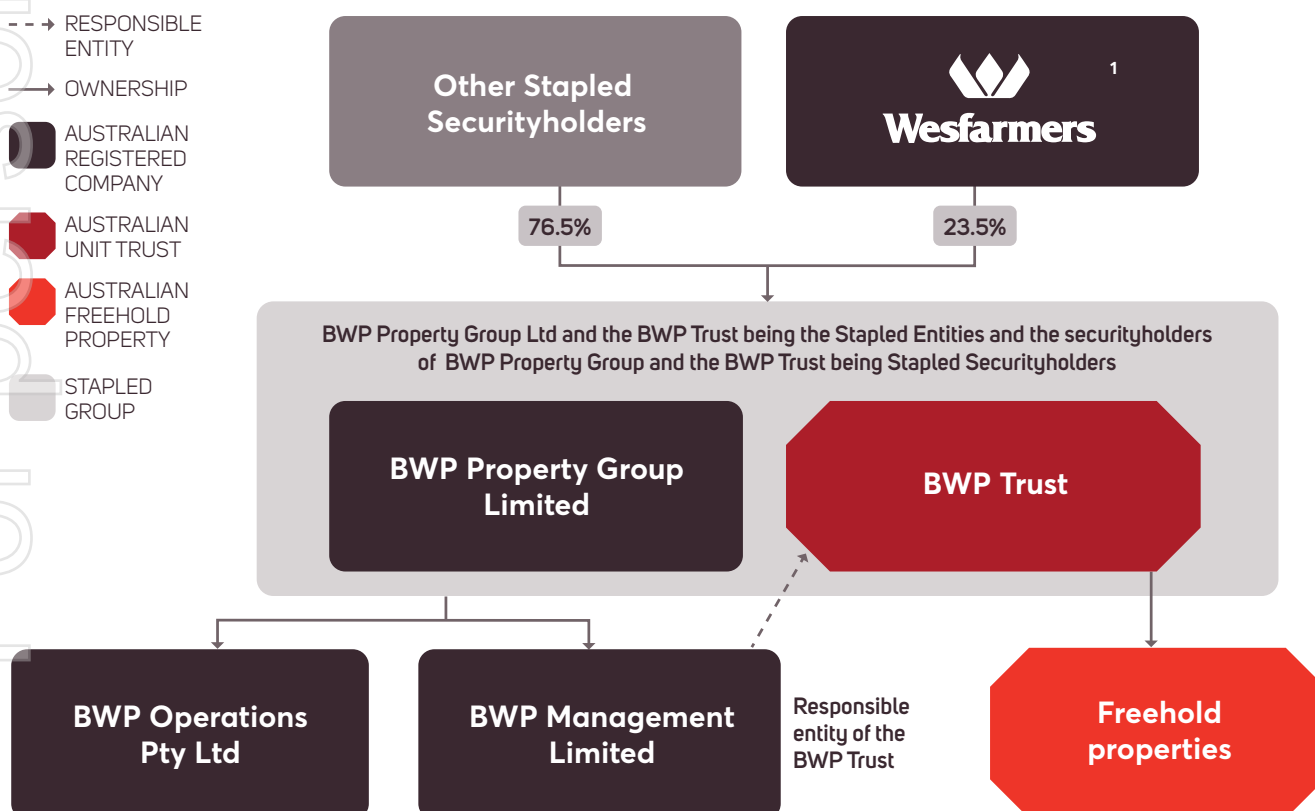 RESPONSIBLE
ENTITY
OWNERSHIP
AUSTRALIAN
REGISTERED
COMPANY
AUSTRALIAN
UNIT TRUST
AUSTRALIAN
FREEHOLD
PROPERTY
STAPLED
GROUP
Other Stapled
Securityholders
Wesfarmers
1
76.5%
23.5%
BWP Property Group Ltd and the BWP Trust being the Stapled Entities and the securityholders
of BWP Property Group and the BWP Trust being Stapled Securityholders
BWP Property Group
Limited
BWP Trust
BWP Operations
Pty Ltd
BWP Management
Limited
Responsible
entity of the
BWP Trust
Freehold
properties